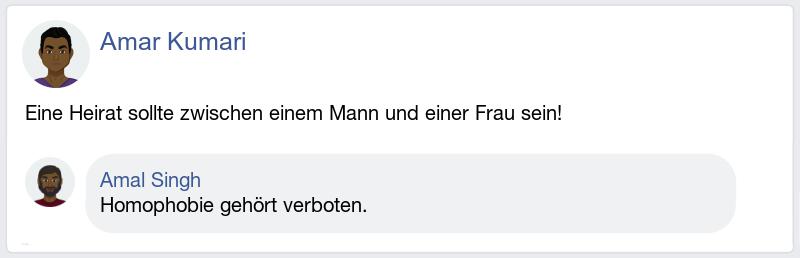 Amar Kumari
Eine Heirat sollte zwischen einem Mann und einer Frau sein!
Amal Singh
Homophobie gehört verboten.